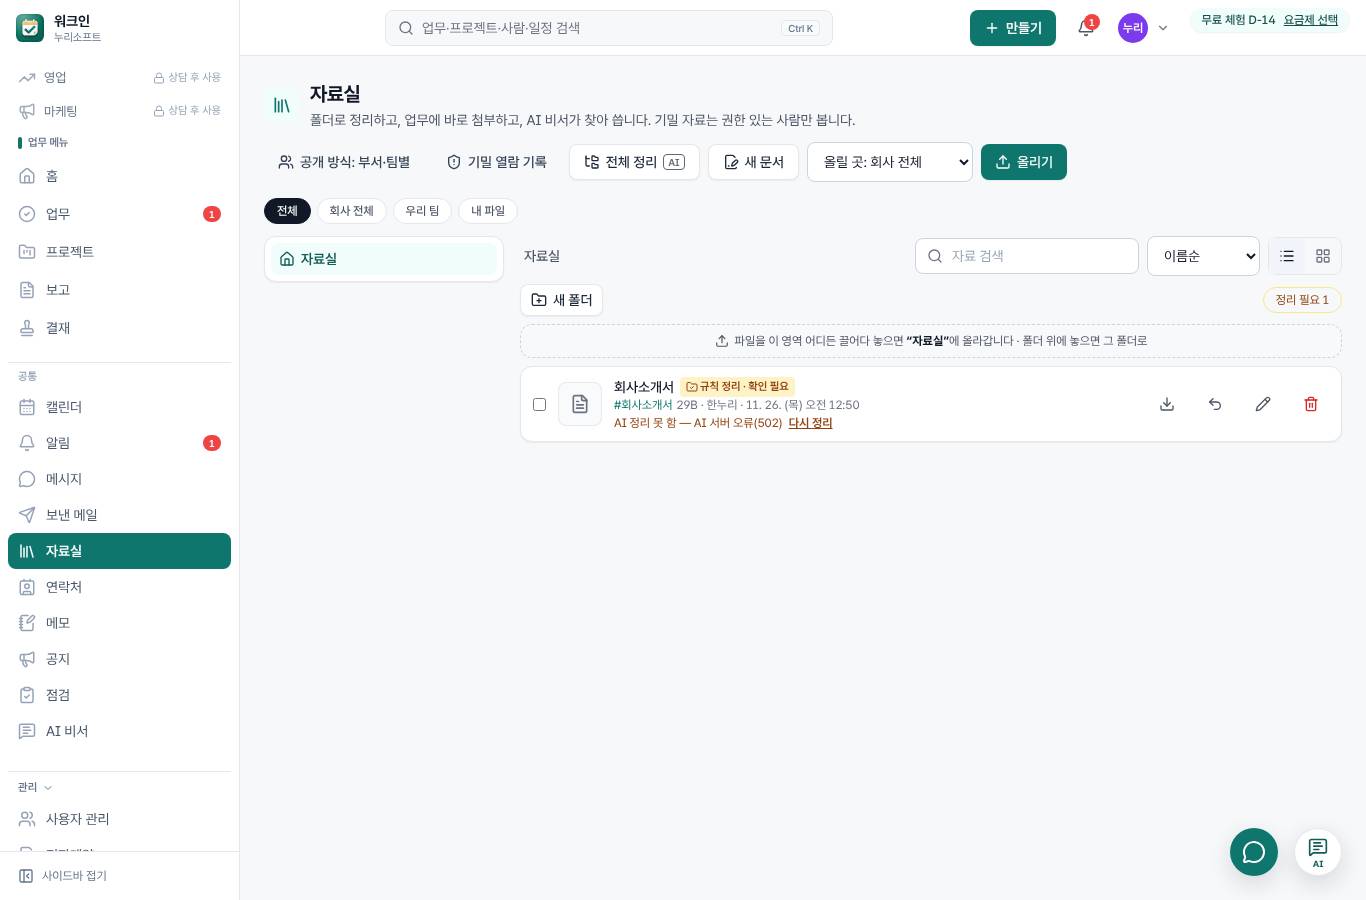 워크인
누리소프트
업무·프로젝트·사람·일정 검색
Ctrl K
만들기
1
누리
무료 체험 D-14 요금제 선택
영업
상담 후 사용
마케팅
상담 후 사용
업무 메뉴
홈
업무
1
프로젝트
보고
결재
공통
캘린더
알림
1
메시지
보낸 메일
자료실
연락처
메모
공지
점검
AI 비서
관리
사용자 관리
사이드바 접기
자료실
폴더로 정리하고, 업무에 바로 첨부하고, AI 비서가 찾아 씁니다. 기밀 자료는 권한 있는 사람만 봅니다.
공개 방식: 부서·팀별
기밀 열람 기록
전체 정리 AI
새 문서
올릴 곳: 회사 전체
올리기
전체
회사 전체
우리 팀
내 파일
자료실
자료실
자료 검색
이름순
새 폴더
정리 필요 1
파일을 이 영역 어디든 끌어다 놓으면 “자료실”에 올라갑니다 · 폴더 위에 놓으면 그 폴더로
회사소개서 규칙 정리 · 확인 필요
#회사소개서 29B · 한누리 · 11. 26. (목) 오전 12:50
AI 정리 못 함 — AI 서버 오류(502) 다시 정리
AI